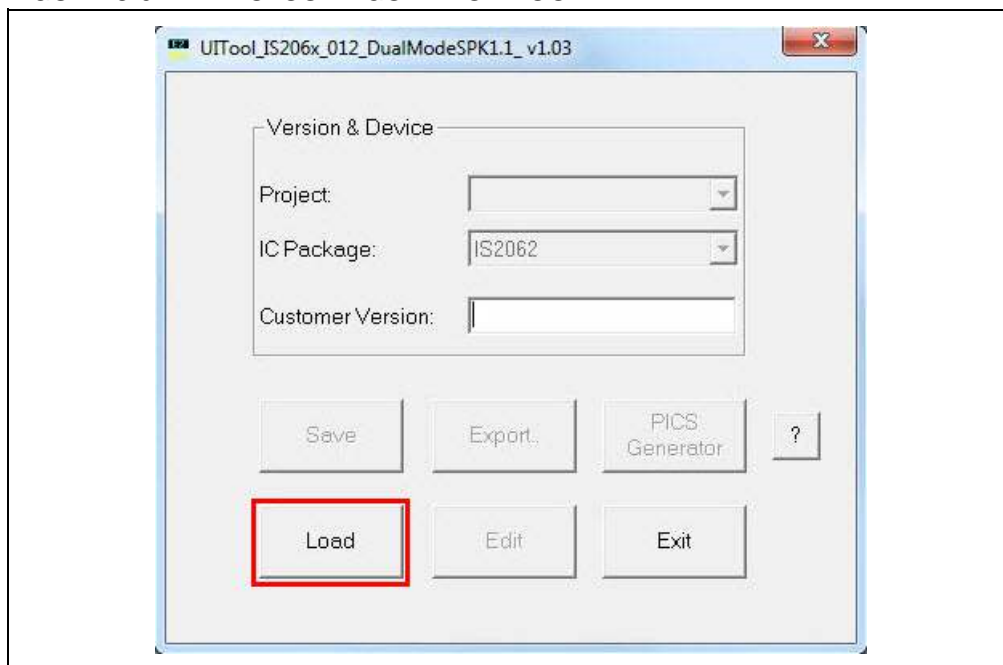 UITool_IS206x_012_DualModeSPK1.1_ v1.03
Version & Device
Project:
IC Package:
IS2062
Customer Version:
Save
Export..
PICS
Generator
?
Load
Edit
Exit